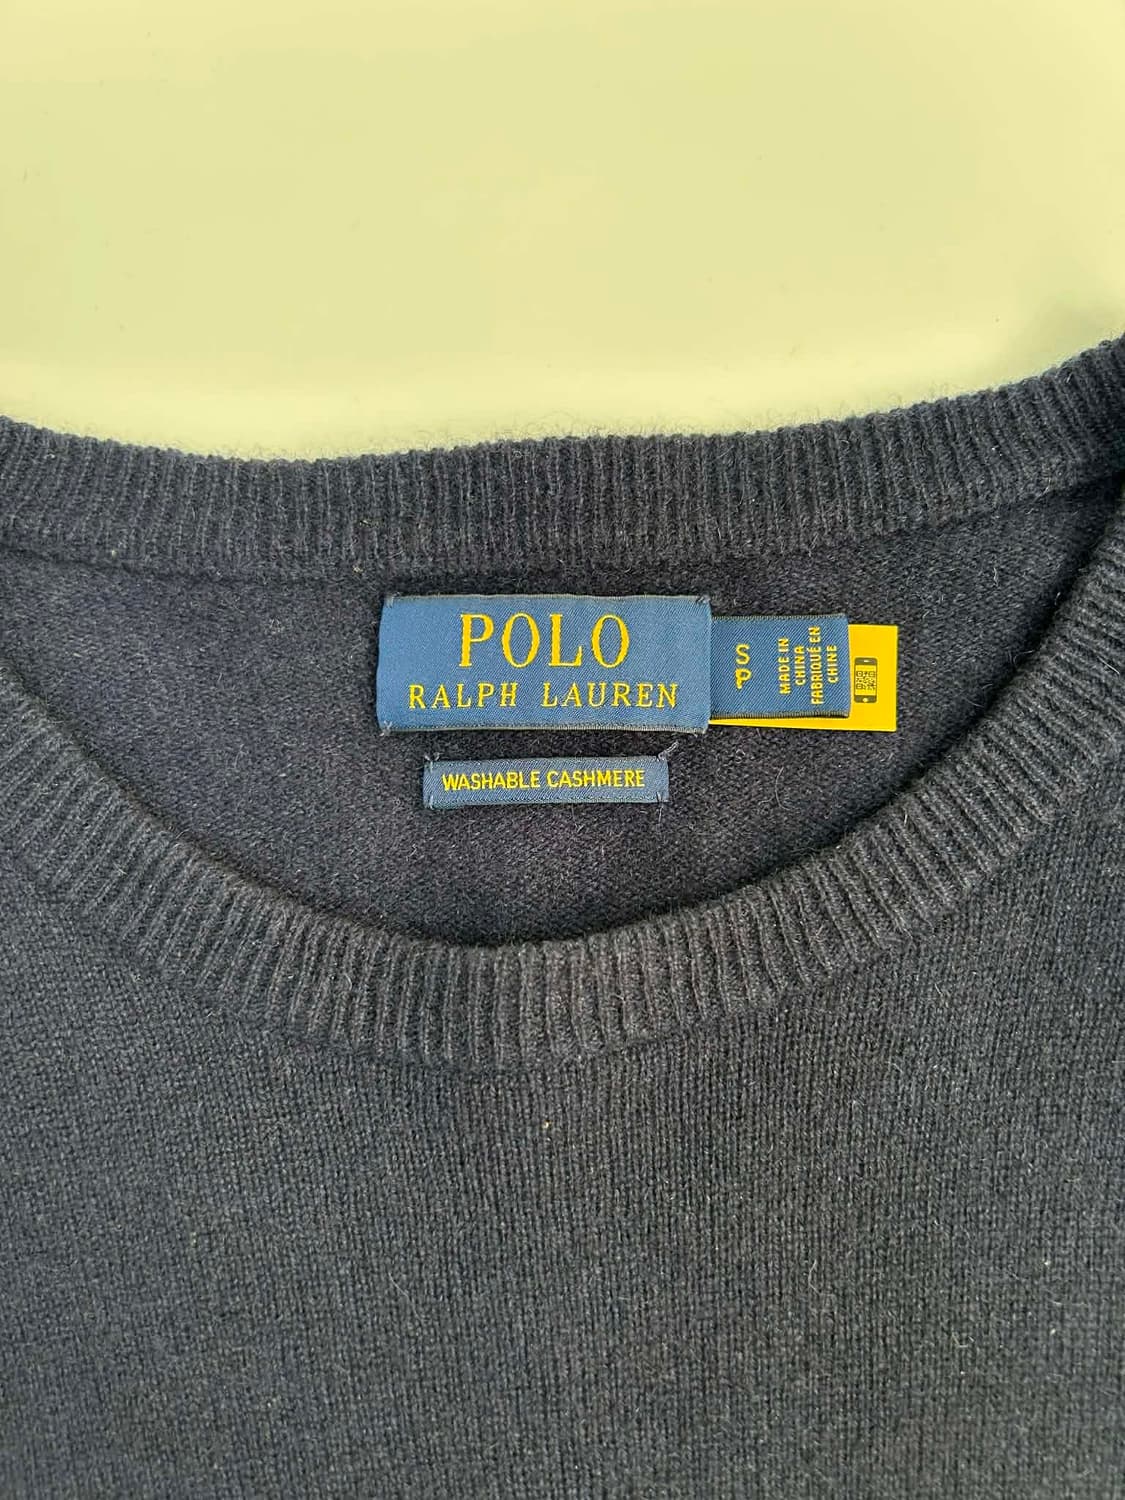 POLO
RALPH LAUREN
S
P
MADE IN
CHINA
FABRIQUÉ EN
CHINE
WASHABLE CASHMERE